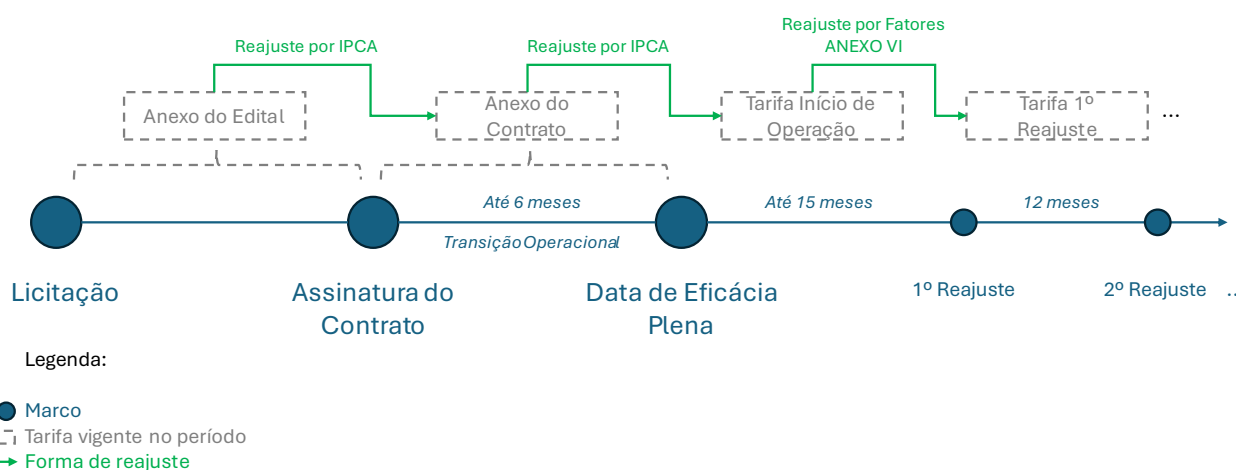 Reajuste por Fatores
ANEXO VI
Reajuste por IPCA
Reajuste por IPCA
Anexo do Edital
Anexo do
Contrato
Tarifa Início de
Operação
Tarifa 1º
Reajuste
...
Até 6 meses
Até 15 meses
12 meses
Transição Operacional
Licitação
Assinatura do
Contrato
Data de Eficácia
Plena
1º Reajuste
2º Reajuste
...
Legenda:
Marco
Tarifa vigente no período
Forma de reajuste